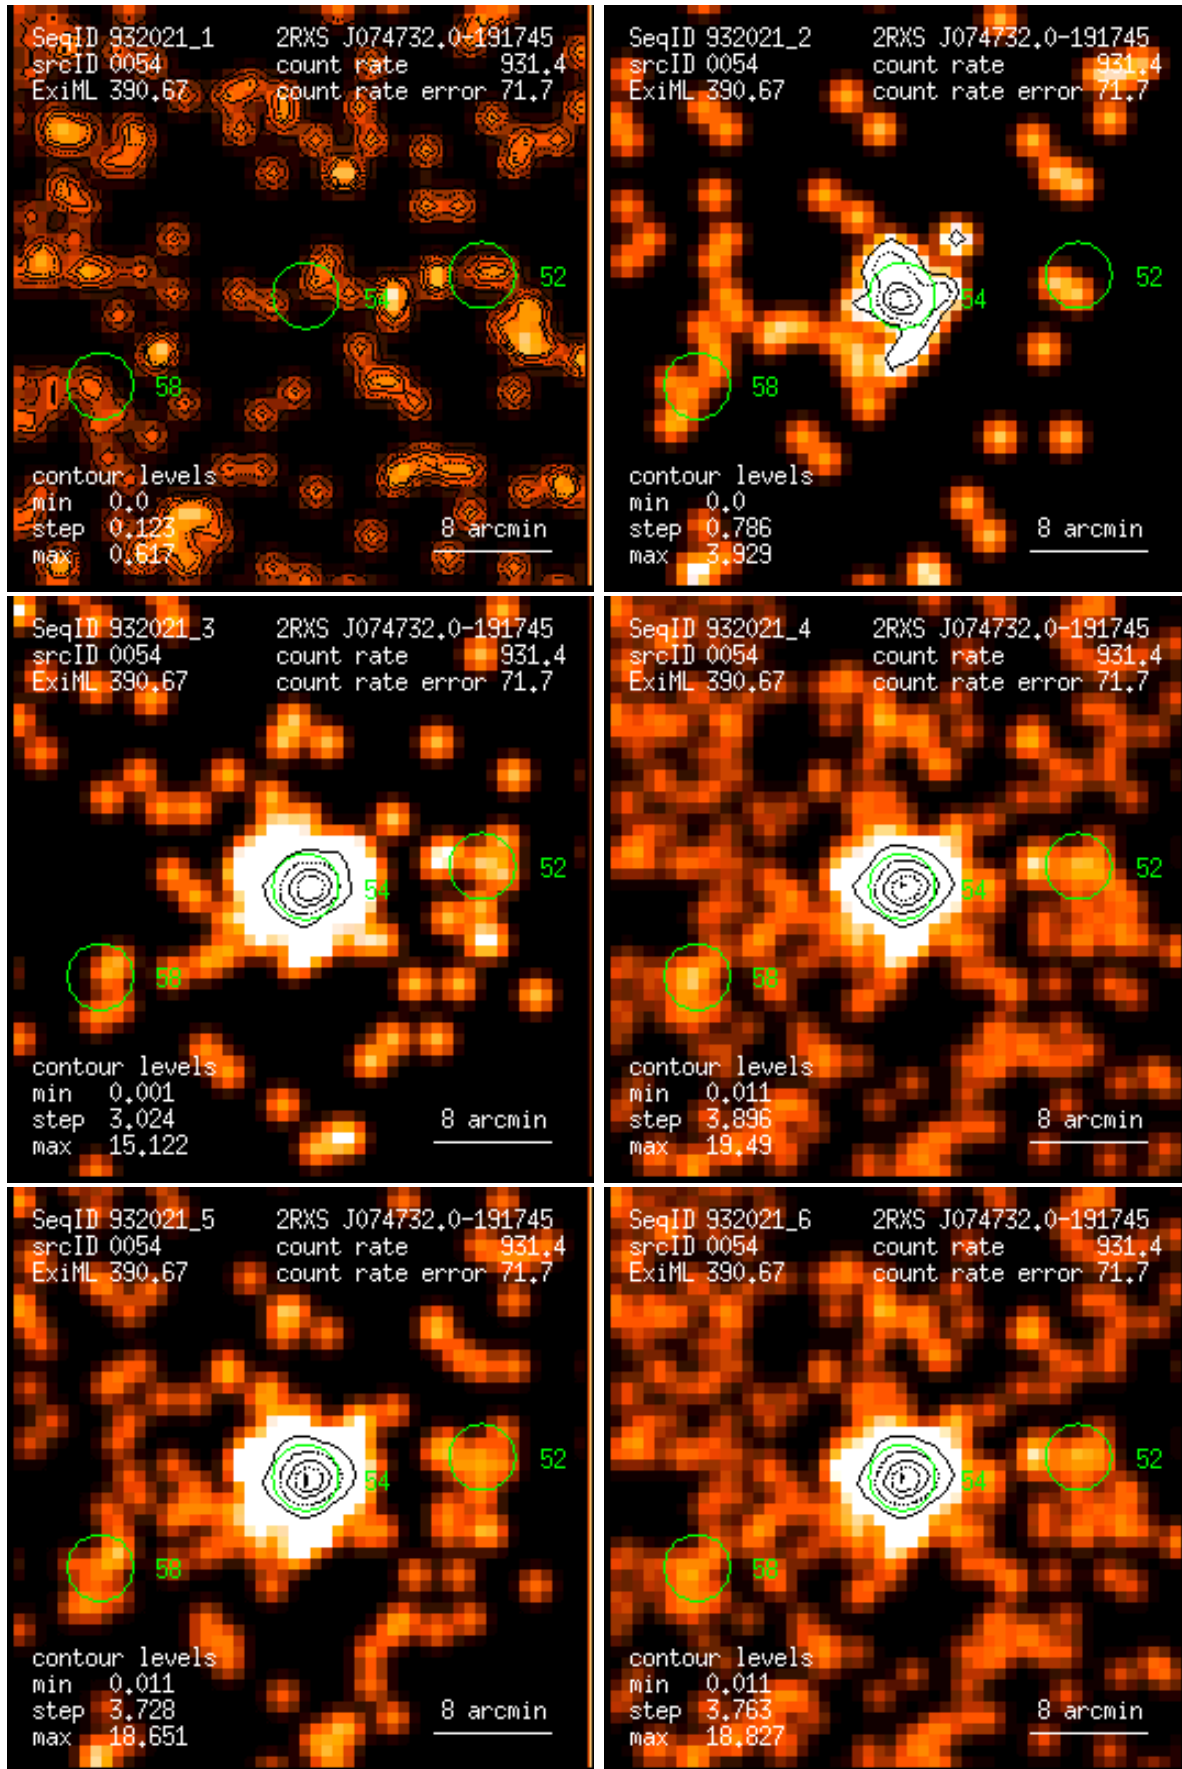 SeqID 932021_1 2RXS J074732.0-191745
srcID 0054 count rate 931.4
ExiML 390.67 count rate error 71.7
52
54
58
contour levels
min 0.0
step 0.123
max 0.617
8 arcmin
SeqID 932021_2 2RXS J074732.0-191745
srcID 0054 count rate 931.4
ExiML 390.67 count rate error 71.7
52
54
58
contour levels
min 0.0
step 0.786
max 3.929
8 arcmin
SeqID 932021_3 2RXS J074732.0-191745
srcID 0054 count rate 931.4
ExiML 390.67 count rate error 71.7
52
54
58
contour levels
min 0.001
step 3.024
max 15.122
8 arcmin
SeqID 932021_4 2RXS J074732.0-191745
srcID 0054 count rate 931.4
ExiML 390.67 count rate error 71.7
52
54
58
contour levels
min 0.011
step 3.896
max 19.49
8 arcmin
SeqID 932021_5 2RXS J074732.0-191745
srcID 0054 count rate 931.4
ExiML 390.67 count rate error 71.7
52
54
58
contour levels
min 0.011
step 3.728
max 18.651
8 arcmin
SeqID 932021_6 2RXS J074732.0-191745
srcID 0054 count rate 931.4
ExiML 390.67 count rate error 71.7
52
54
58
contour levels
min 0.011
step 3.763
max 18.827
8 arcmin